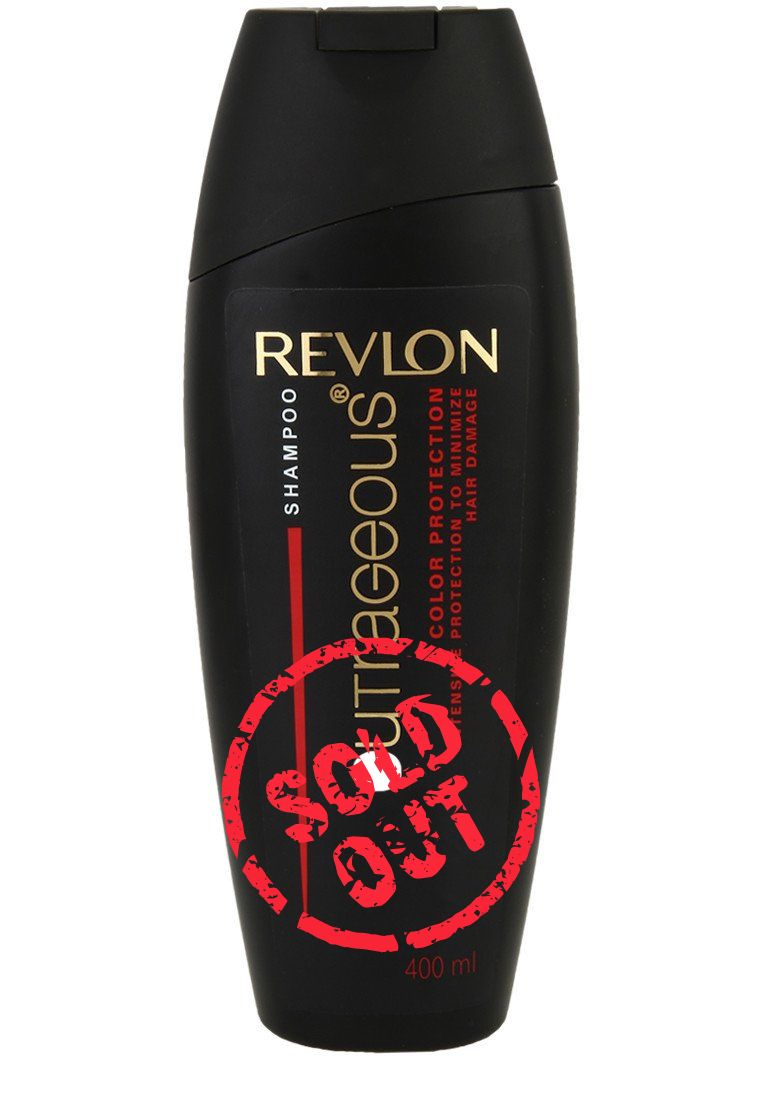 REVLON
SHAMPOO
utrageous®
COLOR PROTECTION
PROTECTION TO MINIMIZE
HAIR DAMAGE
SOLD
OUT
400 ml